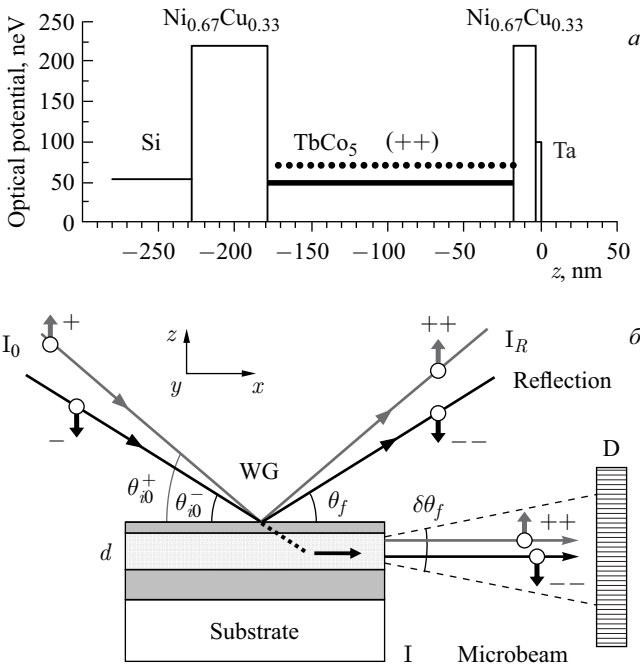 Ni0.67Cu0.33 Ni0.67Cu0.33
a
Optical potential, neV
250
200
150
100
50
0
Si
TbCo5 (++)
Ta
−250 −200 −150 −100 −50 0 50
z, nm
б
I0
+
−
z
y
x
++
IR
Reflection
−−
D
WG
θ+i0
θ−i0
θf
δθf
d
++
−−
Substrate
I
Microbeam